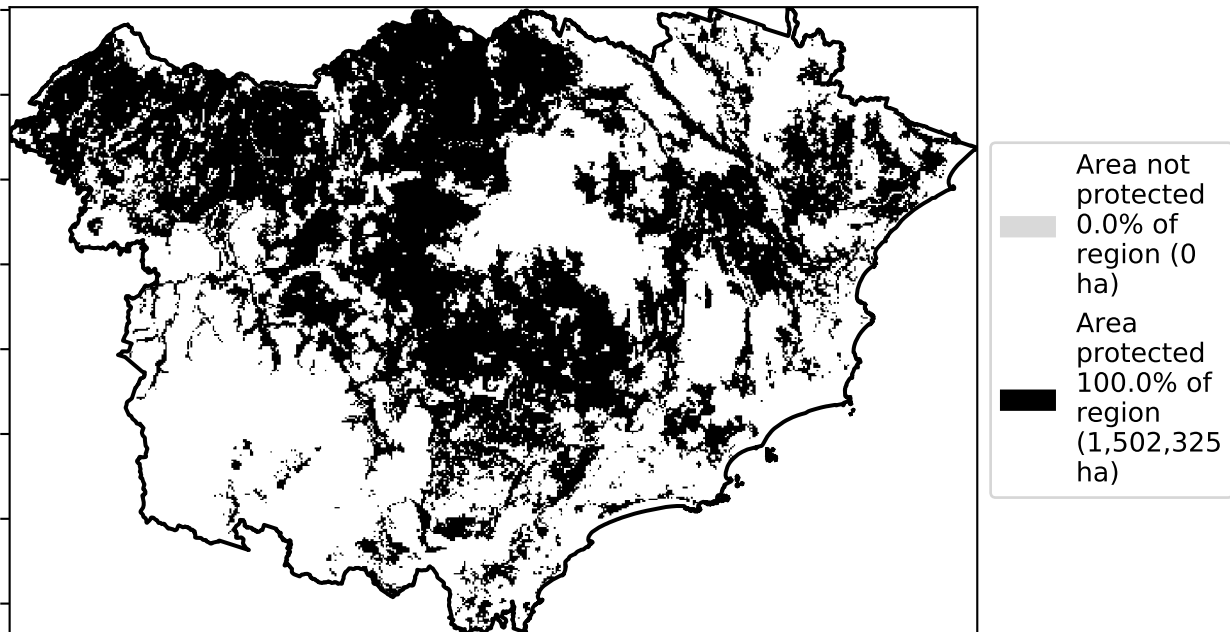 Area not
protected
0.0% of
region (0
ha)
Area
protected
100.0% of
region
(1,502,325
ha)